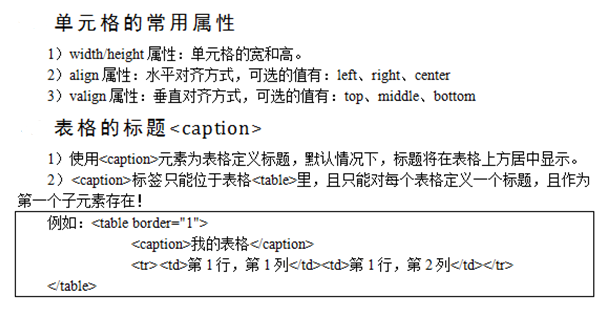 单元格的常用属性
1）width/height 属性：单元格的宽和高。
2）align 属性：水平对齐方式，可选的值有：left、right、center
3）valign 属性：垂直对齐方式，可选的值有：top、middle、bottom
表格的标题<caption>
1）使用<caption>元素为表格定义标题，默认情况下，标题将在表格上方居中显示。
2）<caption>标签只能位于表格<table>里，且只能对每个表格定义一个标题，且作为
第一个子元素存在！
例如：<table border="1">
<caption>我的表格</caption>
<tr> <td>第 1 行，第 1 列</td><td>第 1 行，第 2 列</td></tr>
</table>